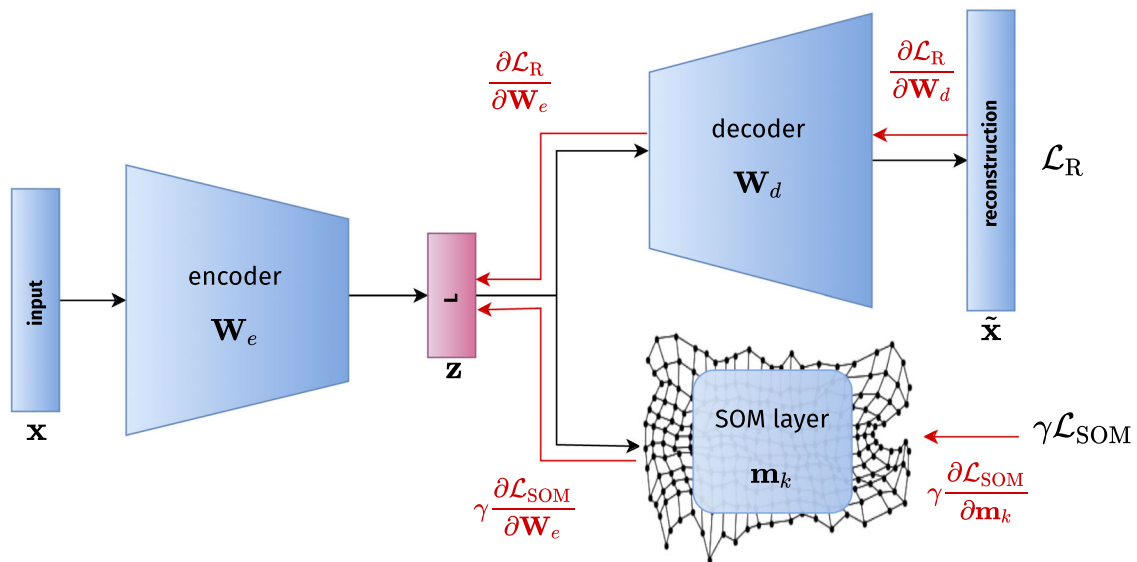 input
x
encoder
W_e
L
z
∂ℒ_R
∂W_e
decoder
W_d
∂ℒ_R
∂W_d
reconstruction
x̃
ℒ_R
SOM layer
m_k
γ ∂ℒ_SOM
∂W_e
γℒ_SOM
γ ∂ℒ_SOM
∂m_k